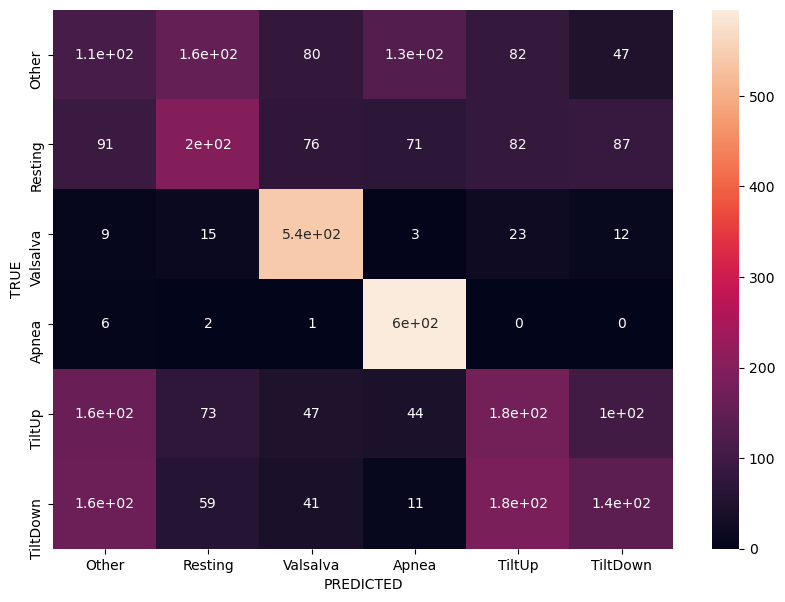 Other 1.1e+02 1.6e+02 80 1.3e+02 82 47
Resting 91 2e+02 76 71 82 87
Valsalva 9 15 5.4e+02 3 23 12
Apnea 6 2 1 6e+02 0 0
TiltUp 1.6e+02 73 47 44 1.8e+02 1e+02
TiltDown 1.6e+02 59 41 11 1.8e+02 1.4e+02
TRUE
Other Resting Valsalva Apnea TiltUp TiltDown
PREDICTED
500
400
300
200
100
0